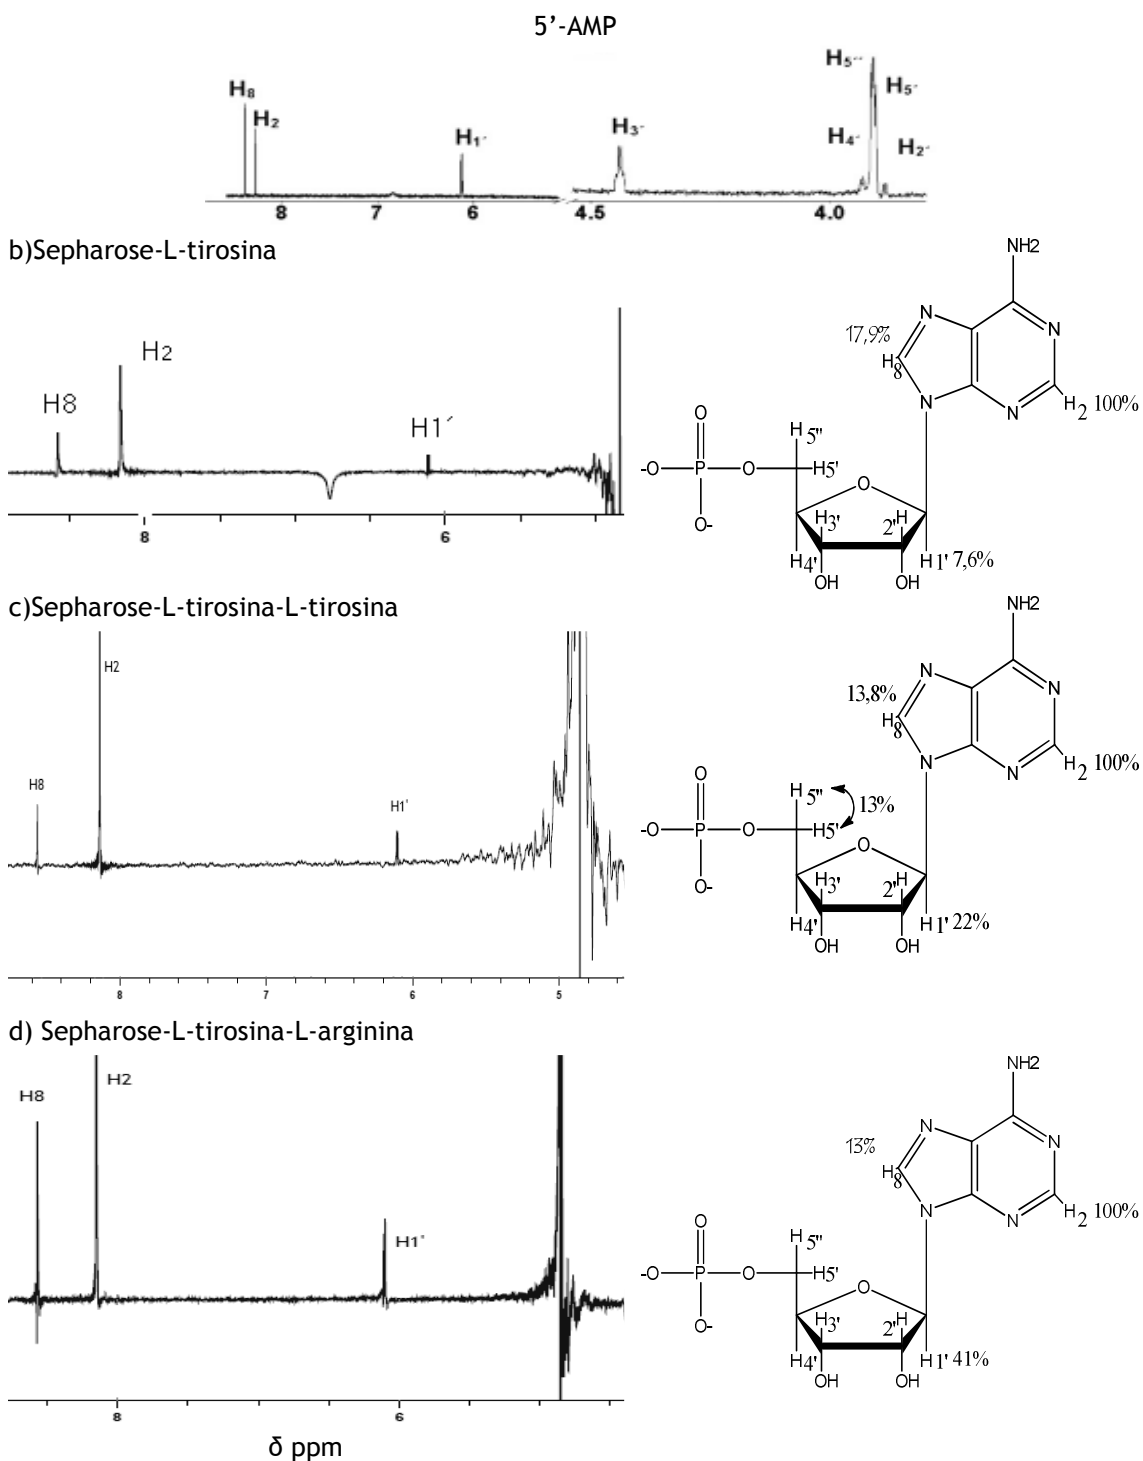 5’-AMP
H8
H2
H1´
H3´
H5´´
H5´
H4´
H2´
8 7 6 4.5 4.0
b)Sepharose-L-tirosina
H8
H2
H1´
8 6
NH2
N
N
N
N
17,9%
H8
H2 100%
O
-O P O
O-
H 5''
H5'
O
H3'
2'H
H4'
H1' 7,6%
OH OH
c)Sepharose-L-tirosina-L-tirosina
H8
H2
H1'
8 7 6 5
NH2
N
N
N
N
13,8%
H8
H2 100%
O
-O P O
O-
H 5''
H5'
13%
O
H3'
2'H
H4'
H1' 22%
OH OH
d) Sepharose-L-tirosina-L-arginina
H8
H2
H1'
8 6
δ ppm
NH2
N
N
N
N
13%
H8
H2 100%
O
-O P O
O-
H 5''
H5'
O
H3'
2'H
H4'
H1' 41%
OH OH